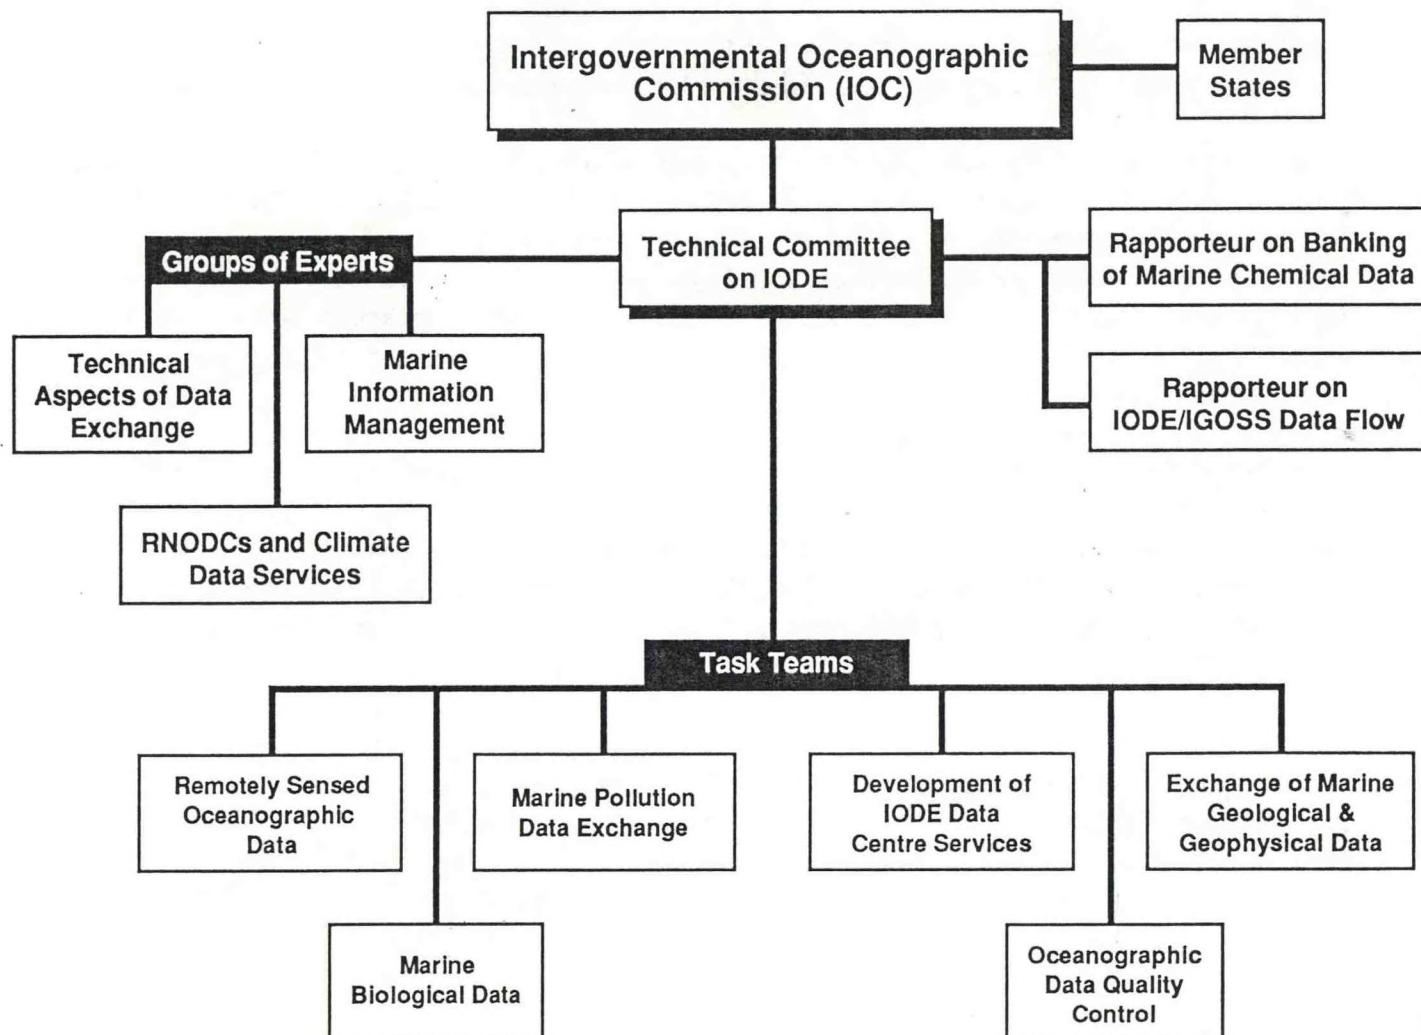 Intergovernmental Oceanographic
Commission (IOC)
Member
States
Technical Committee
on IODE
Rapporteur on Banking
of Marine Chemical Data
Rapporteur on
IODE/IGOSS Data Flow
Groups of Experts
Technical
Aspects of Data
Exchange
Marine
Information
Management
RNODCs and Climate
Data Services
Task Teams
Remotely Sensed
Oceanographic
Data
Marine Pollution
Data Exchange
Development of
IODE Data
Centre Services
Exchange of Marine
Geological &
Geophysical Data
Marine
Biological Data
Oceanographic
Data Quality
Control